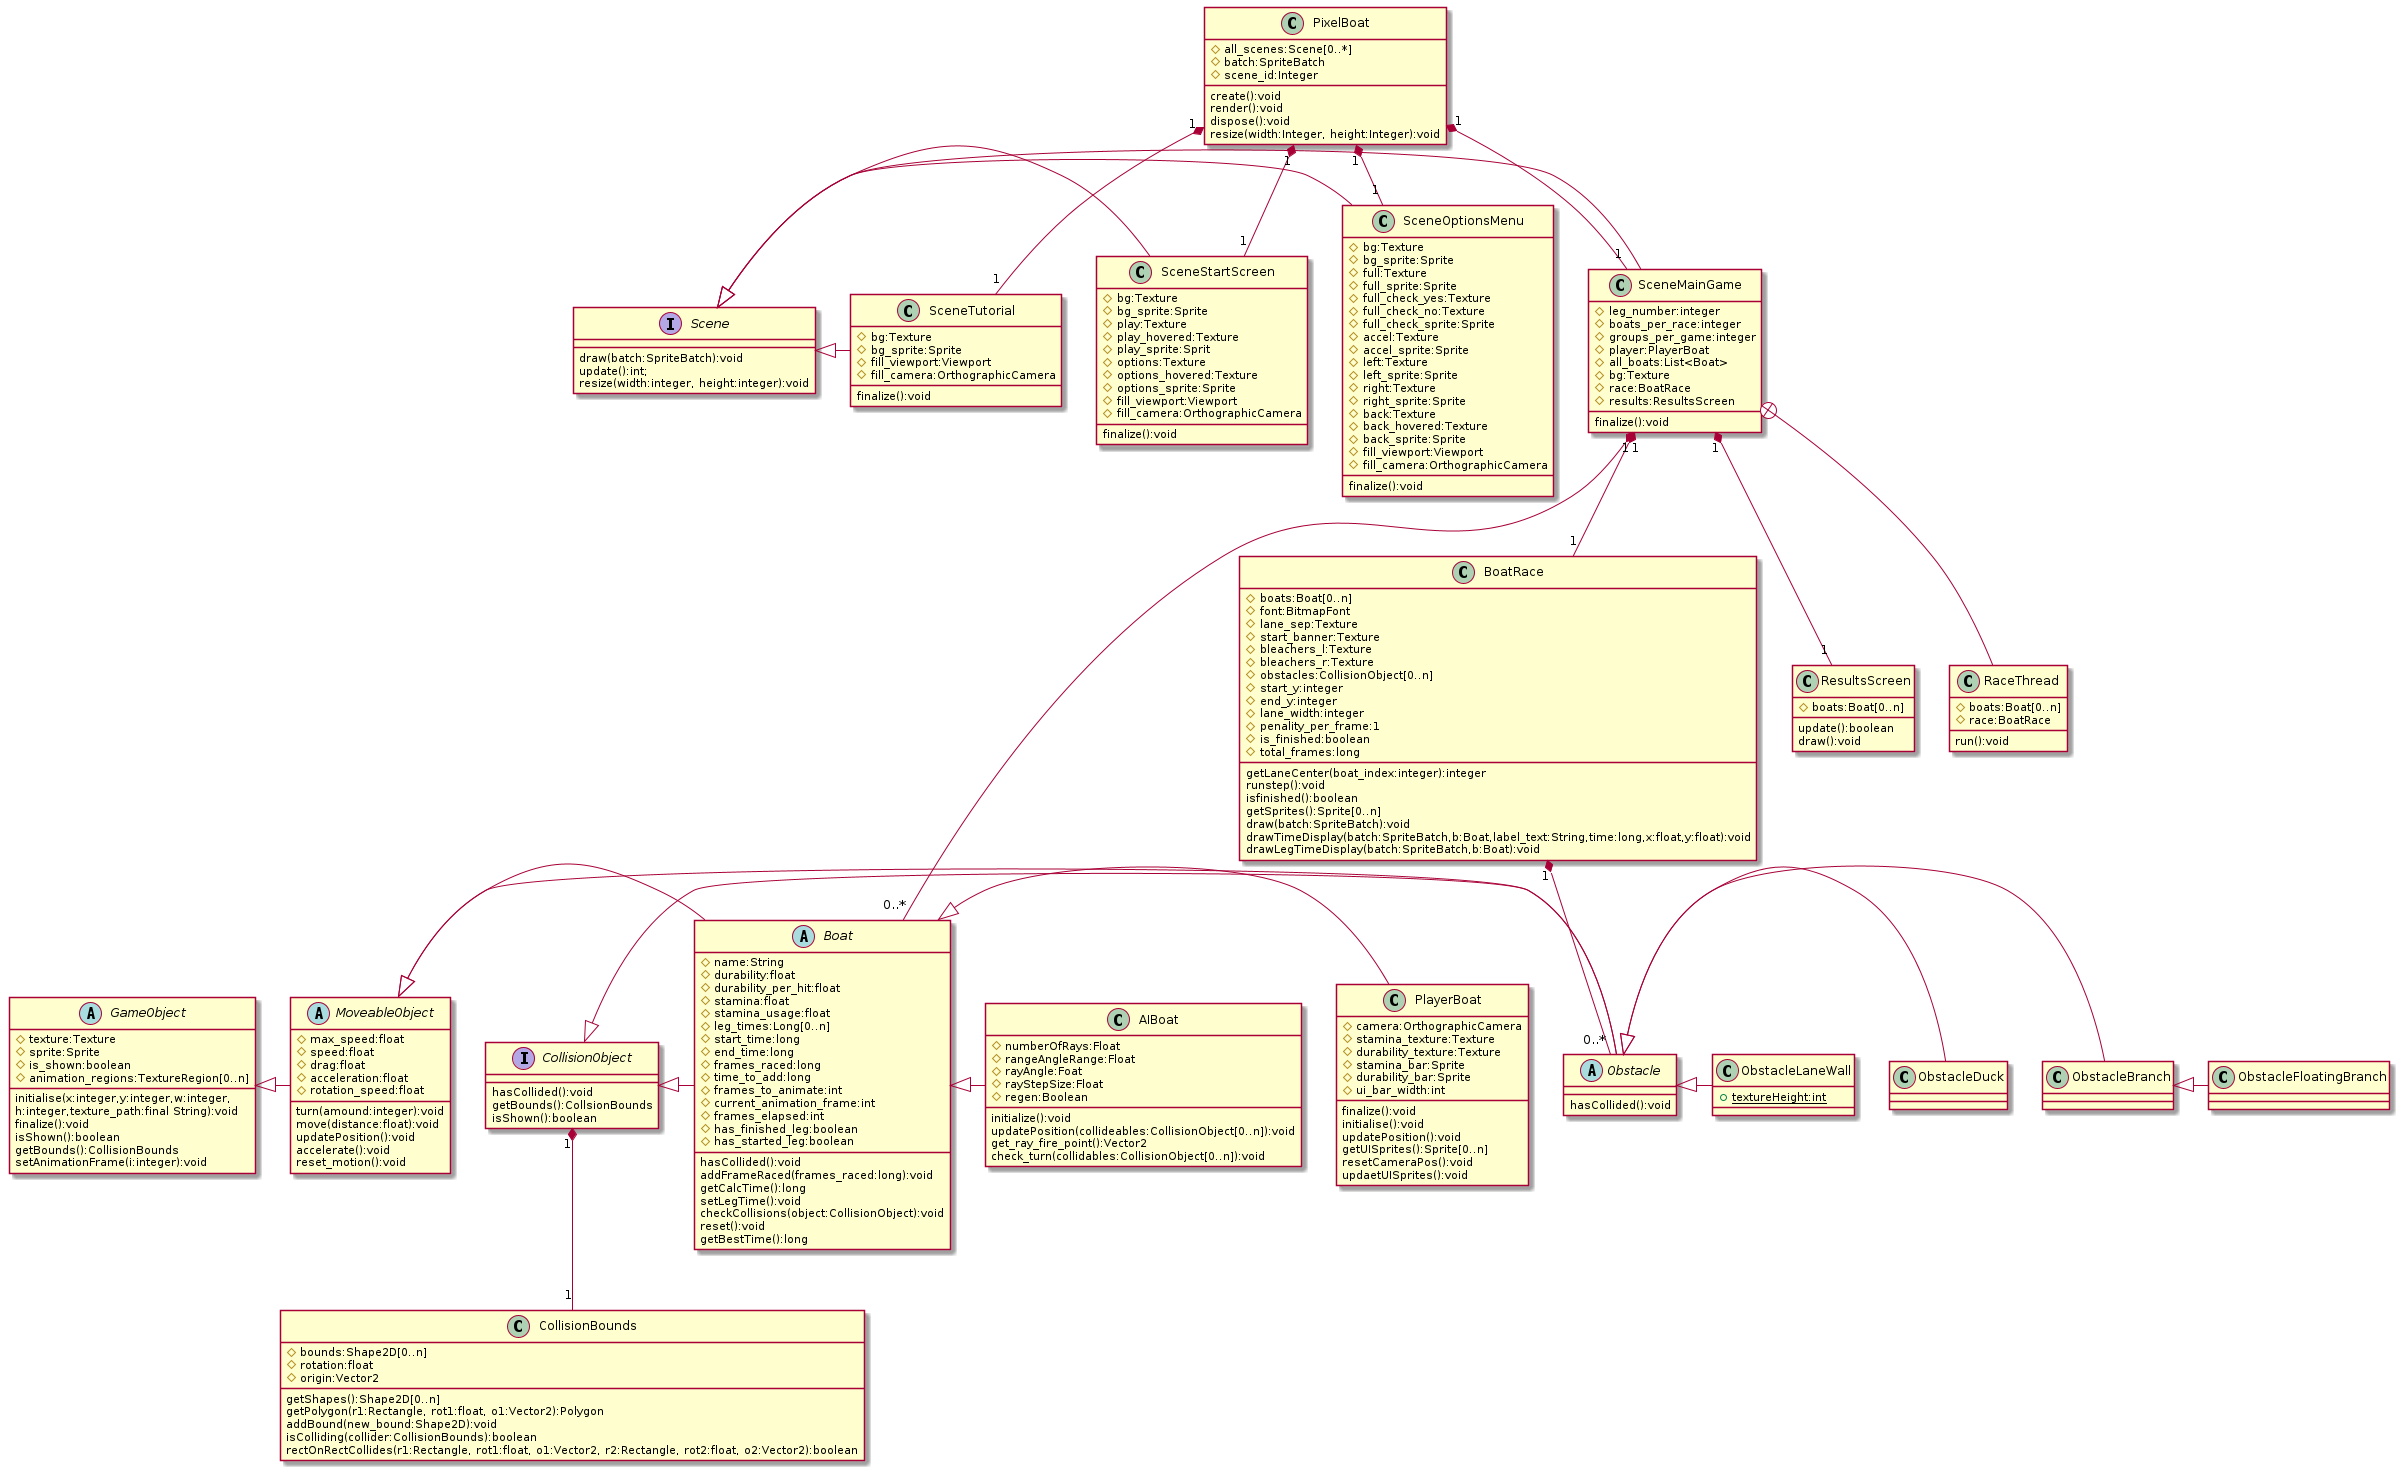 C PixelBoat
all_scenes:Scene[0..*]
batch:SpriteBatch
scene_id:Integer
create():void
render():void
dispose():void
resize(width:Integer, height:Integer):void
1
1
1
1
1
1
1
1
C SceneOptionsMenu
bg:Texture
bg_sprite:Sprite
full:Texture
full_sprite:Sprite
full_check_yes:Texture
full_check_no:Texture
full_check_sprite:Sprite
accel:Texture
accel_sprite:Sprite
left:Texture
left_sprite:Sprite
right:Texture
right_sprite:Sprite
back:Texture
back_hovered:Texture
back_sprite:Sprite
fill_viewport:Viewport
fill_camera:OrthographicCamera
finalize():void
C SceneStartScreen
bg:Texture
bg_sprite:Sprite
play:Texture
play_hovered:Texture
play_sprite:Sprit
options:Texture
options_hovered:Texture
options_sprite:Sprite
fill_viewport:Viewport
fill_camera:OrthographicCamera
finalize():void
C SceneMainGame
leg_number:integer
boats_per_race:integer
groups_per_game:integer
player:PlayerBoat
all_boats:List<Boat>
bg:Texture
race:BoatRace
results:ResultsScreen
finalize():void
C SceneTutorial
bg:Texture
bg_sprite:Sprite
fill_viewport:Viewport
fill_camera:OrthographicCamera
finalize():void
I Scene
draw(batch:SpriteBatch):void
update():int;
resize(width:integer, height:integer):void
1
1
1
1
1
0..*
C BoatRace
boats:Boat[0..n]
font:BitmapFont
lane_sep:Texture
start_banner:Texture
bleachers_l:Texture
bleachers_r:Texture
obstacles:CollisionObject[0..n]
start_y:integer
end_y:integer
lane_width:integer
penality_per_frame:1
is_finished:boolean
total_frames:long
getLaneCenter(boat_index:integer):integer
runstep():void
isfinished():boolean
getSprites():Sprite[0..n]
draw(batch:SpriteBatch):void
drawTimeDisplay(batch:SpriteBatch,b:Boat,label_text:String,time:long,x:float,y:float):void
drawLegTimeDisplay(batch:SpriteBatch,b:Boat):void
C ResultsScreen
boats:Boat[0..n]
update():boolean
draw():void
C RaceThread
boats:Boat[0..n]
race:BoatRace
run():void
1
0..*
A GameObject
texture:Texture
sprite:Sprite
is_shown:boolean
animation_regions:TextureRegion[0..n]
initialise(x:integer,y:integer,w:integer,
h:integer,texture_path:final String):void
finalize():void
isShown():boolean
getBounds():CollisionBounds
setAnimationFrame(i:integer):void
A MoveableObject
max_speed:float
speed:float
drag:float
acceleration:float
rotation_speed:float
turn(amound:integer):void
move(distance:float):void
updatePosition():void
accelerate():void
reset_motion():void
I CollisionObject
hasCollided():void
getBounds():CollsionBounds
isShown():boolean
1
1
A Boat
name:String
durability:float
durability_per_hit:float
stamina:float
stamina_usage:float
leg_times:Long[0..n]
start_time:long
end_time:long
frames_raced:long
time_to_add:long
frames_to_animate:int
current_animation_frame:int
frames_elapsed:int
has_finished_leg:boolean
has_started_leg:boolean
hasCollided():void
addFrameRaced(frames_raced:long):void
getCalcTime():long
setLegTime():void
checkCollisions(object:CollisionObject):void
reset():void
getBestTime():long
C AIBoat
numberOfRays:Float
rangeAngleRange:Float
rayAngle:Foat
rayStepSize:Float
regen:Boolean
initialize():void
updatePosition(collideables:CollisionObject[0..n]):void
get_ray_fire_point():Vector2
check_turn(collidables:CollisionObject[0..n]):void
C PlayerBoat
camera:OrthographicCamera
stamina_texture:Texture
durability_texture:Texture
stamina_bar:Sprite
durability_bar:Sprite
ui_bar_width:int
finalize():void
initialise():void
updatePosition():void
getUISprites():Sprite[0..n]
resetCameraPos():void
updaetUISprites():void
A Obstacle
hasCollided():void
C ObstacleLaneWall
textureHeight:int
C ObstacleDuck
C ObstacleBranch
C ObstacleFloatingBranch
C CollisionBounds
bounds:Shape2D[0..n]
rotation:float
origin:Vector2
getShapes():Shape2D[0..n]
getPolygon(r1:Rectangle, rot1:float, o1:Vector2):Polygon
addBound(new_bound:Shape2D):void
isColliding(collider:CollisionBounds):boolean
rectOnRectCollides(r1:Rectangle, rot1:float, o1:Vector2, r2:Rectangle, rot2:float, o2:Vector2):boolean